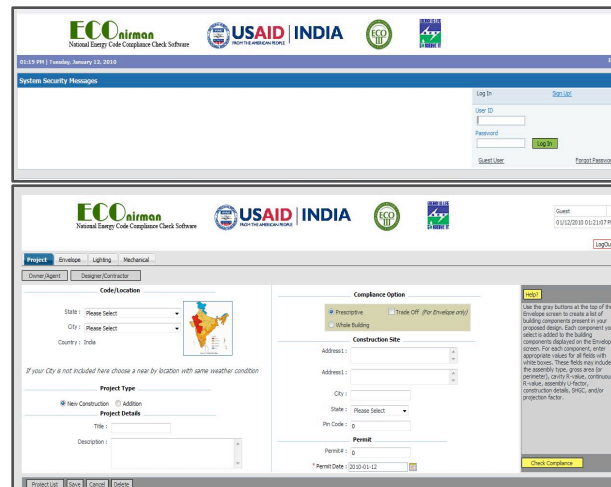 ECOnirman
National Energy Code Compliance Check Software
USAID INDIA
FROM THE AMERICAN PEOPLE
ECO III
01:19 PM | Tuesday, January 12, 2010
System Security Messages
Log In Sign Up!
User ID
Password
Log In
Guest User
ECOnirman
National Energy Code Compliance Check Software
USAID INDIA
FROM THE AMERICAN PEOPLE
ECO III
Guest
01/12/2010 01:21:07
Project Envelope Lighting Mechanical
Owner/Agent Designer/Contractor
Code/Location
State : Please Select
City : Please Select
Country : India
If your City is not included here choose a near by location with same weather condition
Project Type
New Construction Addition
Project Details
Title :
Description :
Compliance Option
Prescriptive Trade Off (For Envelope only)
Whole Building
Construction Site
Address1 :
Address1 :
City :
State : Please Select
Pin Code : 0
Permit
Permit# : 0
* Permit Date : 2010-01-12
Help?
Use the gray buttons at the top of the
Envelope screen to create a list of
building components present in your
proposed design. Each component you
select is added to the building
components displayed on the Envelope
screen. For each component, enter
appropriate values for all fields with
white boxes. These fields may include
the assembly type, gross area (or
perimeter), cavity R-value, continuous
R-value, assembly U-factor,
construction details, SHGC, and/or
projection factor.
Check Compliance
Project List Save Cancel Delete